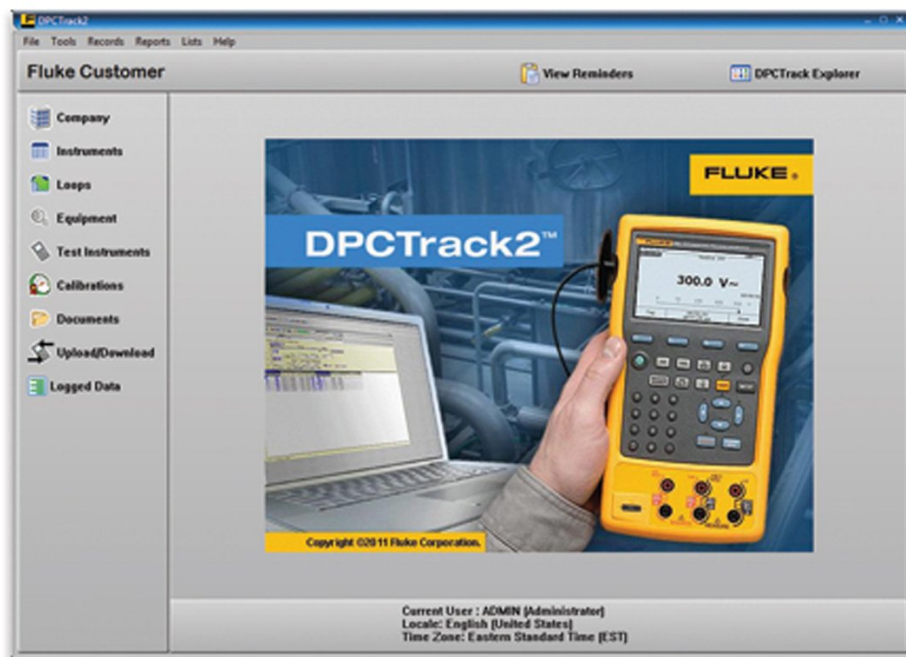 DPCTrack2
File Tools Records Reports Lists Help
Fluke Customer
View Reminders
DPCTrack Explorer
Company
Instruments
Loops
Equipment
Test Instruments
Calibrations
Documents
Upload/Download
Logged Data
FLUKE®
DPCTrack2™
FLUKE
300.0 V
Copyright ©2011 Fluke Corporation.
Current User : ADMIN (Administrator)
Locale: English (United States)
Time Zone: Eastern Standard Time (EST)